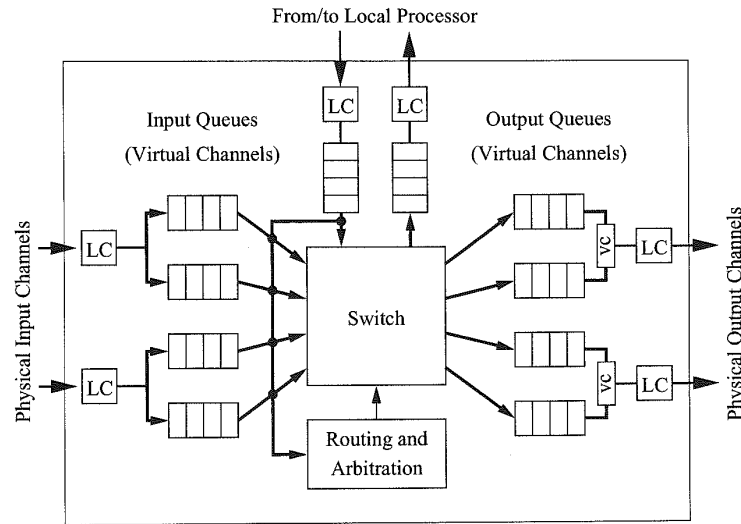 From/to Local Processor
LC
LC
Input Queues
(Virtual Channels)
Output Queues
(Virtual Channels)
Physical Input Channels
LC
LC
Switch
Routing and
Arbitration
VC
VC
LC
LC
Physical Output Channels